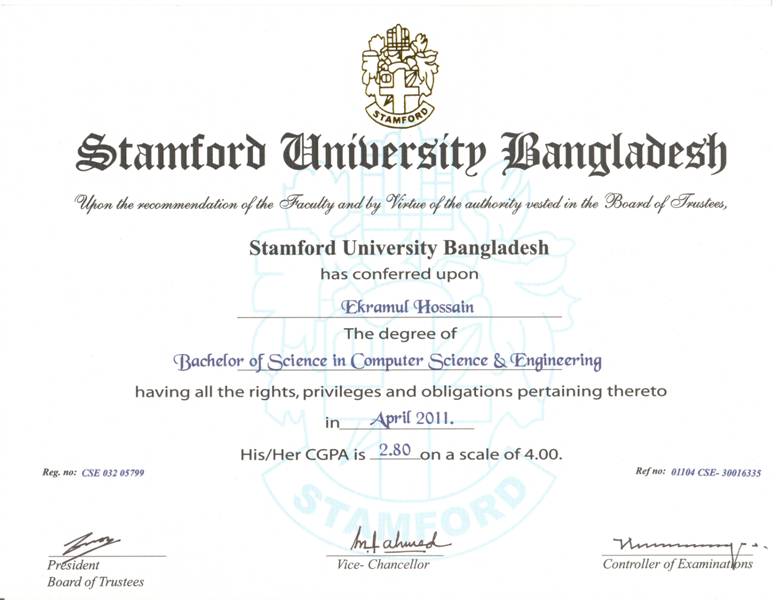 STAMFORD
Stamford University Bangladesh
Upon the recommendation of the Faculty and by Virtue of the authority vested in the Board of Trustees,
Stamford University Bangladesh
has conferred upon
Ekramul Hossain
The degree of
Bachelor of Science in Computer Science & Engineering
having all the rights, privileges and obligations pertaining thereto
in April 2011.
His/Her CGPA is 2.80 on a scale of 4.00.
Reg. no: CSE 032 05799
Ref no: 01104 CSE- 30016335
STAMFORD
President
Board of Trustees
Vice- Chancellor
Controller of Examinations